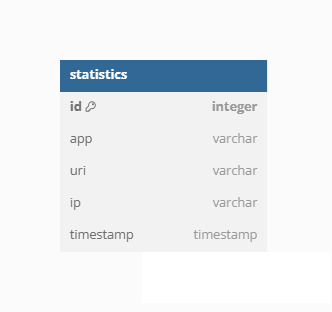 statistics
id integer
app varchar
uri varchar
ip varchar
timestamp timestamp